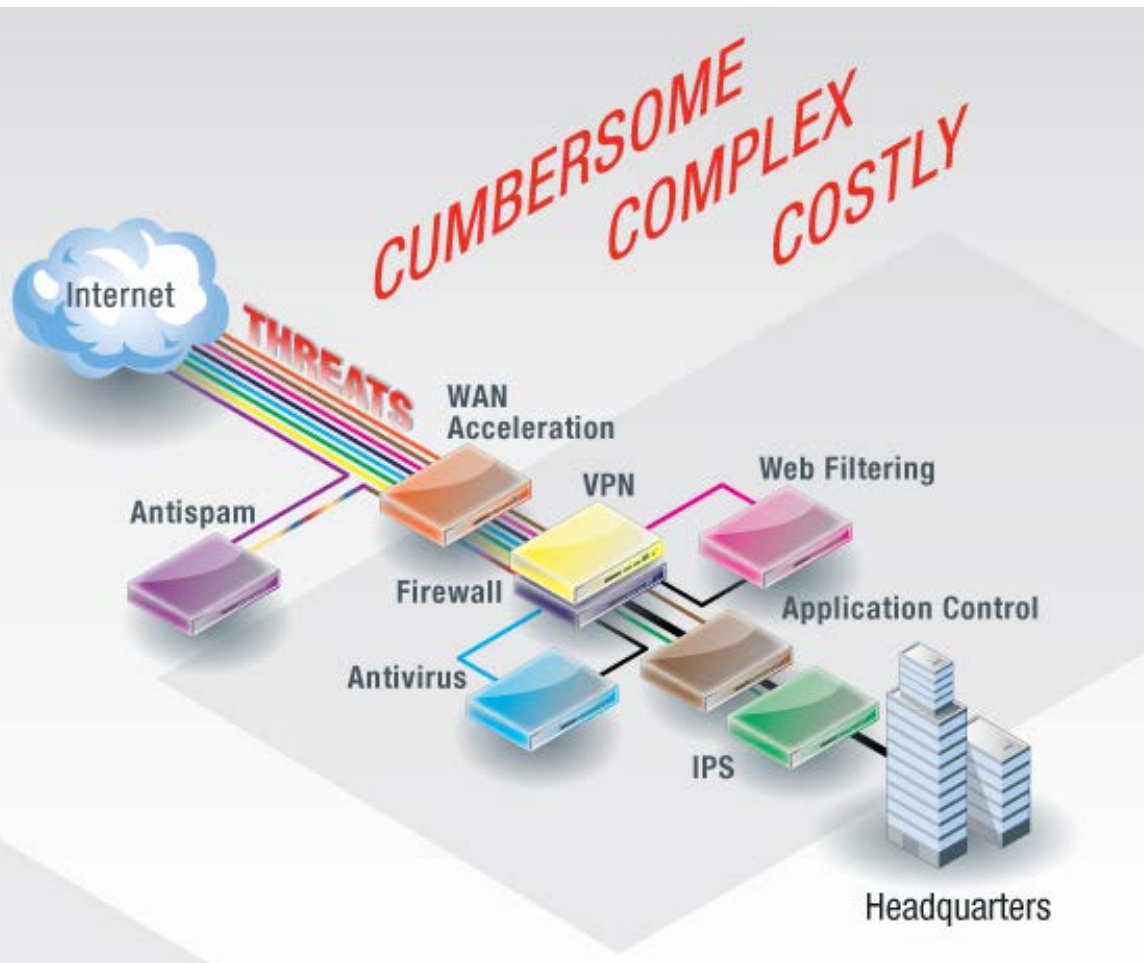 CUMBERSOME
COMPLEX
COSTLY
Internet
THREATS
WAN
Acceleration
VPN
Web Filtering
Antispam
Firewall
Application Control
Antivirus
IPS
Headquarters